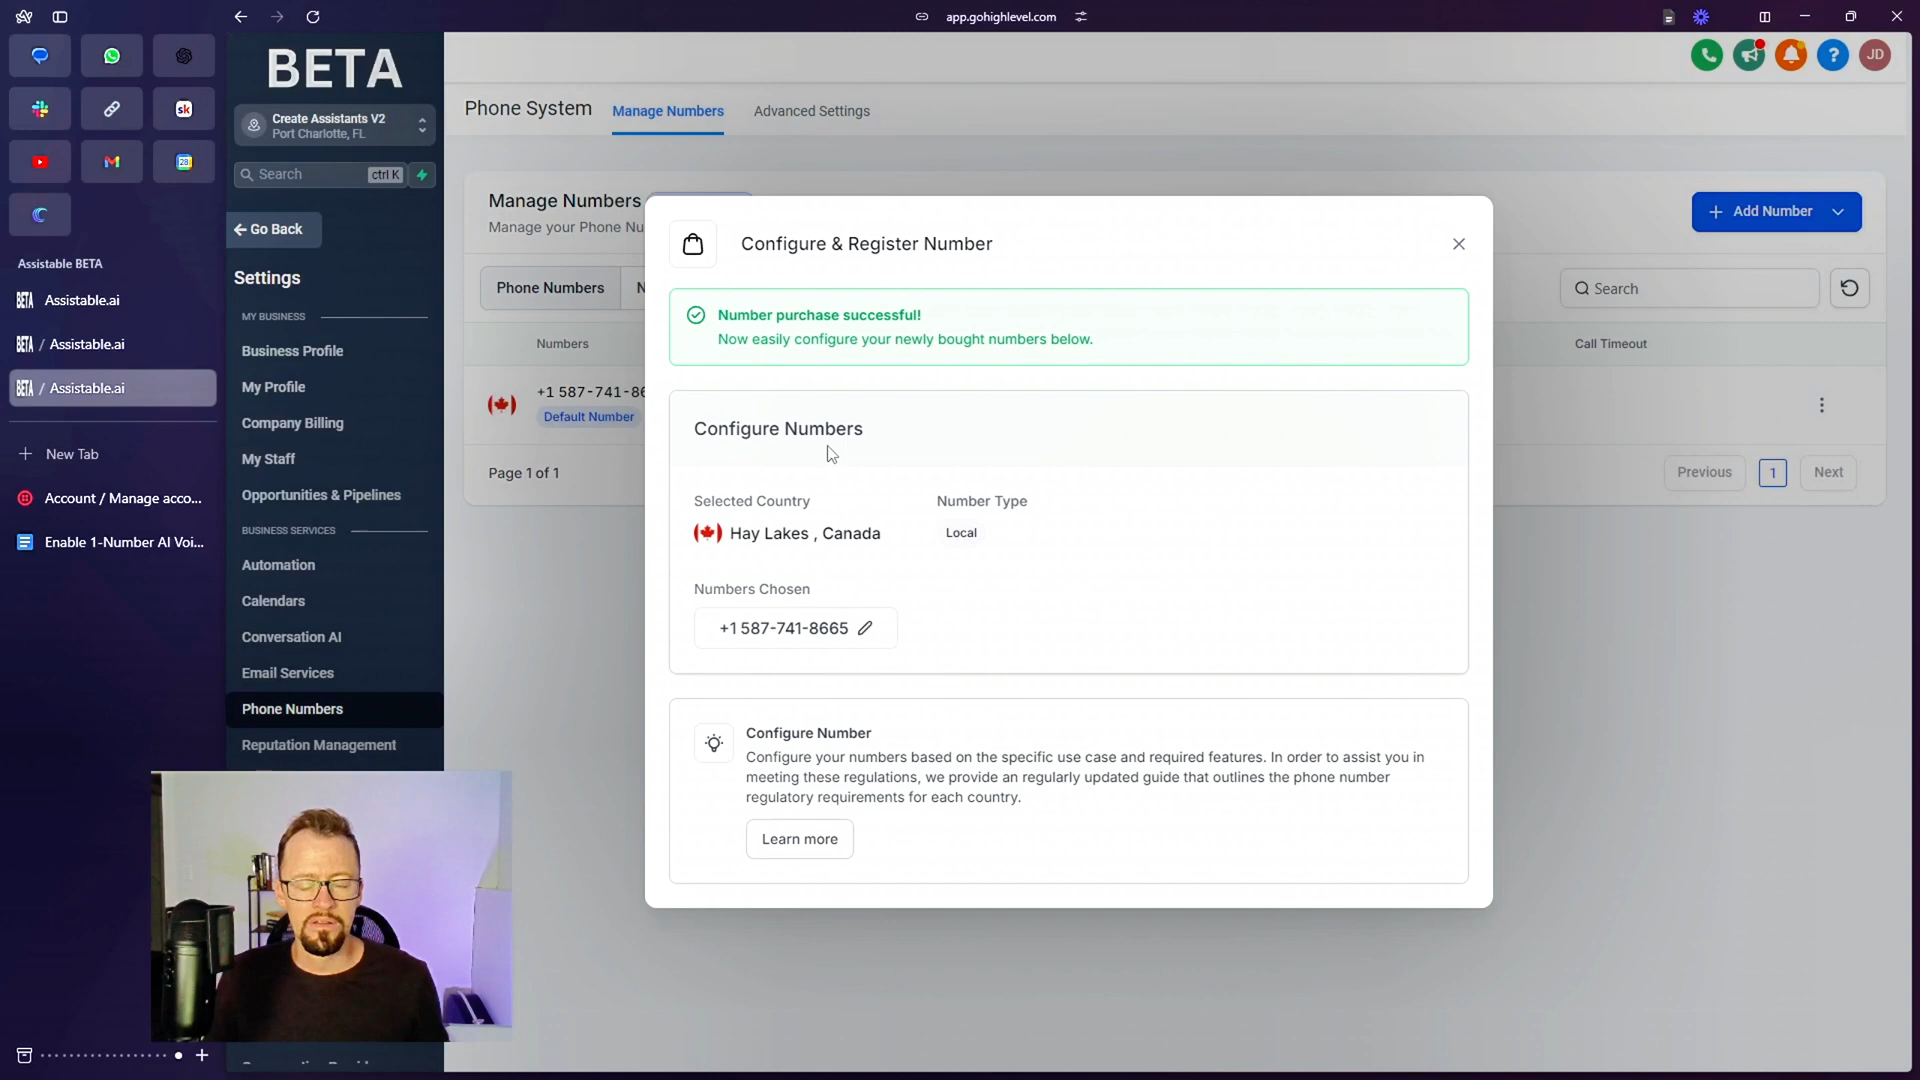 app.gohighlevel.com
BETA
Create Assistants V2
Port Charlotte, FL
Search
ctrl K
Go Back
Settings
MY BUSINESS
Business Profile
My Profile
Company Billing
My Staff
Opportunities & Pipelines
BUSINESS SERVICES
Automation
Calendars
Conversation AI
Email Services
Phone Numbers
Reputation Management
sk
28
Assistable BETA
BETA Assistable.ai
BETA / Assistable.ai
BETA / Assistable.ai
New Tab
Account / Manage acco...
Enable 1-Number AI Voi...
Phone System
Manage Numbers
Advanced Settings
JD
Manage Numbers
Manage your Phone Nu
Add Number
Phone Numbers
N
Search
Numbers
Call Timeout
+1 587-741-86
Default Number
Page 1 of 1
Previous
1
Next
Configure & Register Number
Number purchase successful!
Now easily configure your newly bought numbers below.
Configure Numbers
Selected Country
Number Type
Hay Lakes , Canada
Local
Numbers Chosen
+1 587-741-8665
Configure Number
Configure your numbers based on the specific use case and required features. In order to assist you in
meeting these regulations, we provide an regularly updated guide that outlines the phone number
regulatory requirements for each country.
Learn more